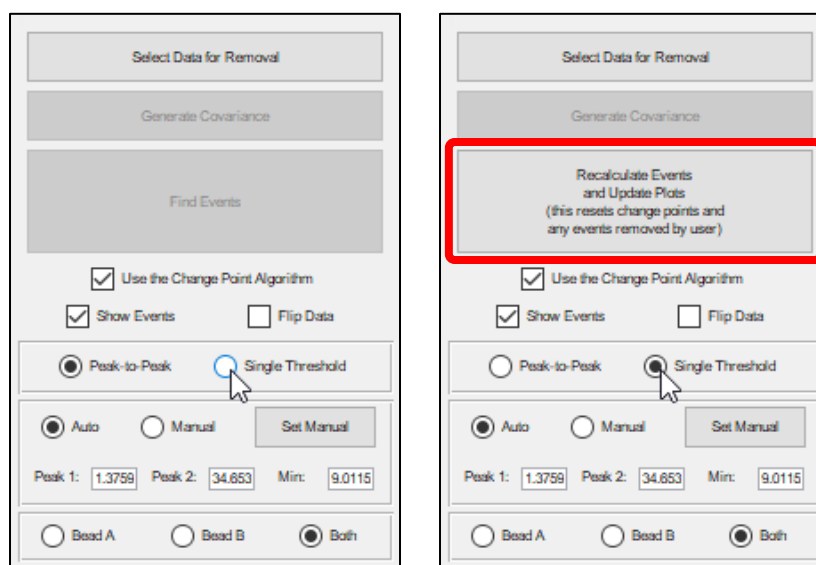 Select Data for Removal
Generate Covariance
Find Events
Use the Change Point Algorithm
Show Events Flip Data
Peak-to-Peak Single Threshold
Auto Manual Set Manual
Peak 1: 1.3759 Peak 2: 34.653 Min: 9.0115
Bead A Bead B Both
Select Data for Removal
Generate Covariance
Recalculate Events
and Update Plots
(this resets change points and
any events removed by user)
Use the Change Point Algorithm
Show Events Flip Data
Peak-to-Peak Single Threshold
Auto Manual Set Manual
Peak 1: 1.3759 Peak 2: 34.653 Min: 9.0115
Bead A Bead B Both